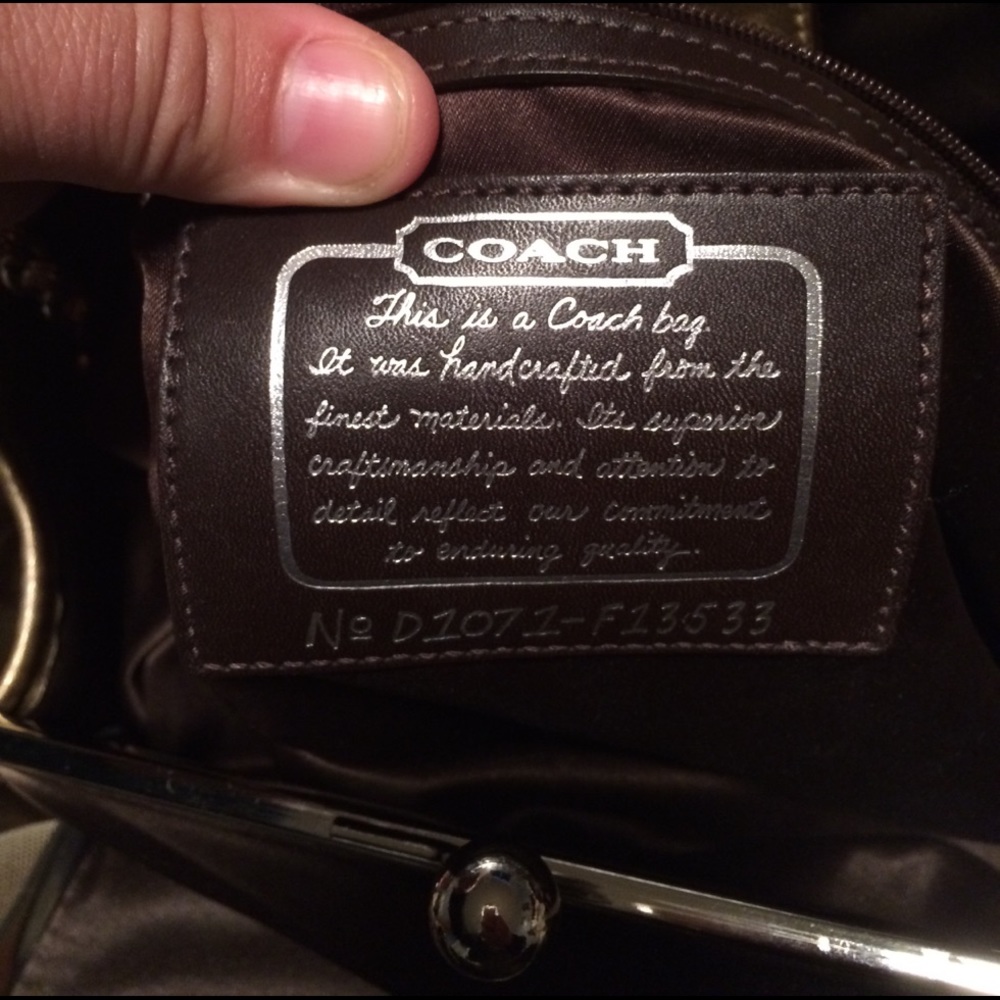 COACH
This is a Coach bag.
It was handcrafted from the
finest materials. Its superior
craftsmanship and attention to
detail reflect our commitment
to enduring quality.
Nº D1071-F13533